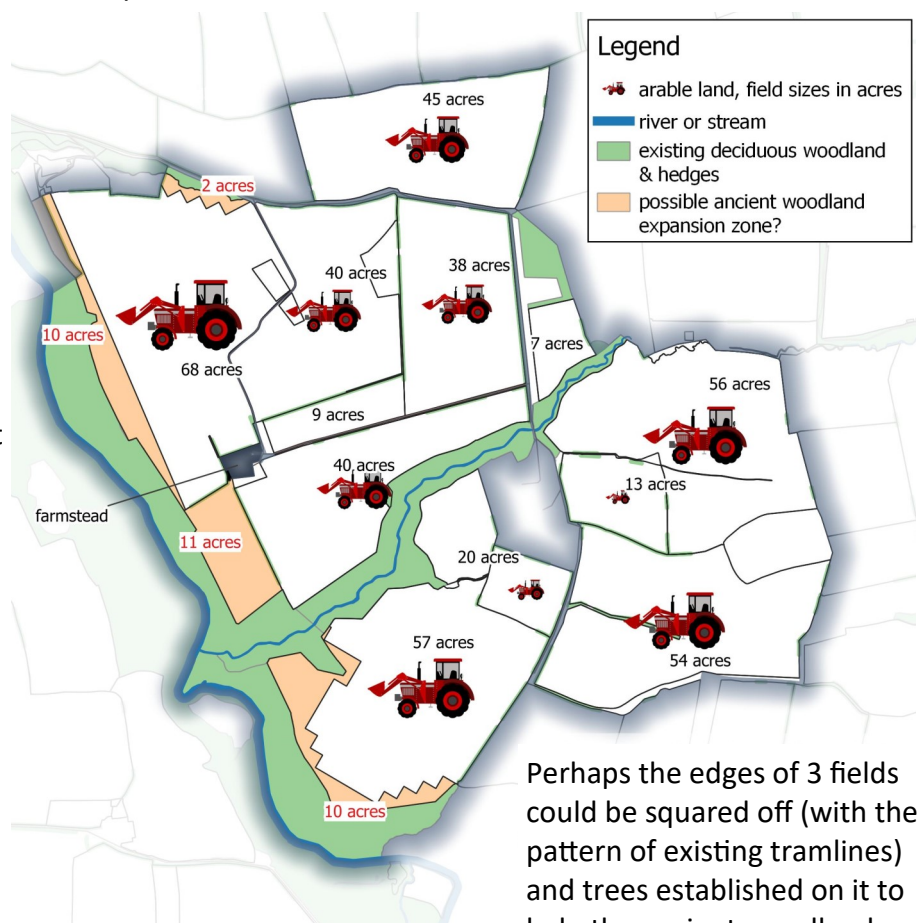 Legend
arable land, field sizes in acres
river or stream
existing deciduous woodland
& hedges
possible ancient woodland
expansion zone?
45 acres
2 acres
40 acres
38 acres
10 acres
7 acres
68 acres
56 acres
9 acres
40 acres
13 acres
farmstead
11 acres
20 acres
57 acres
54 acres
10 acres
Perhaps the edges of 3 fields
could be squared off (with the
pattern of existing tramlines)
and trees established on it to